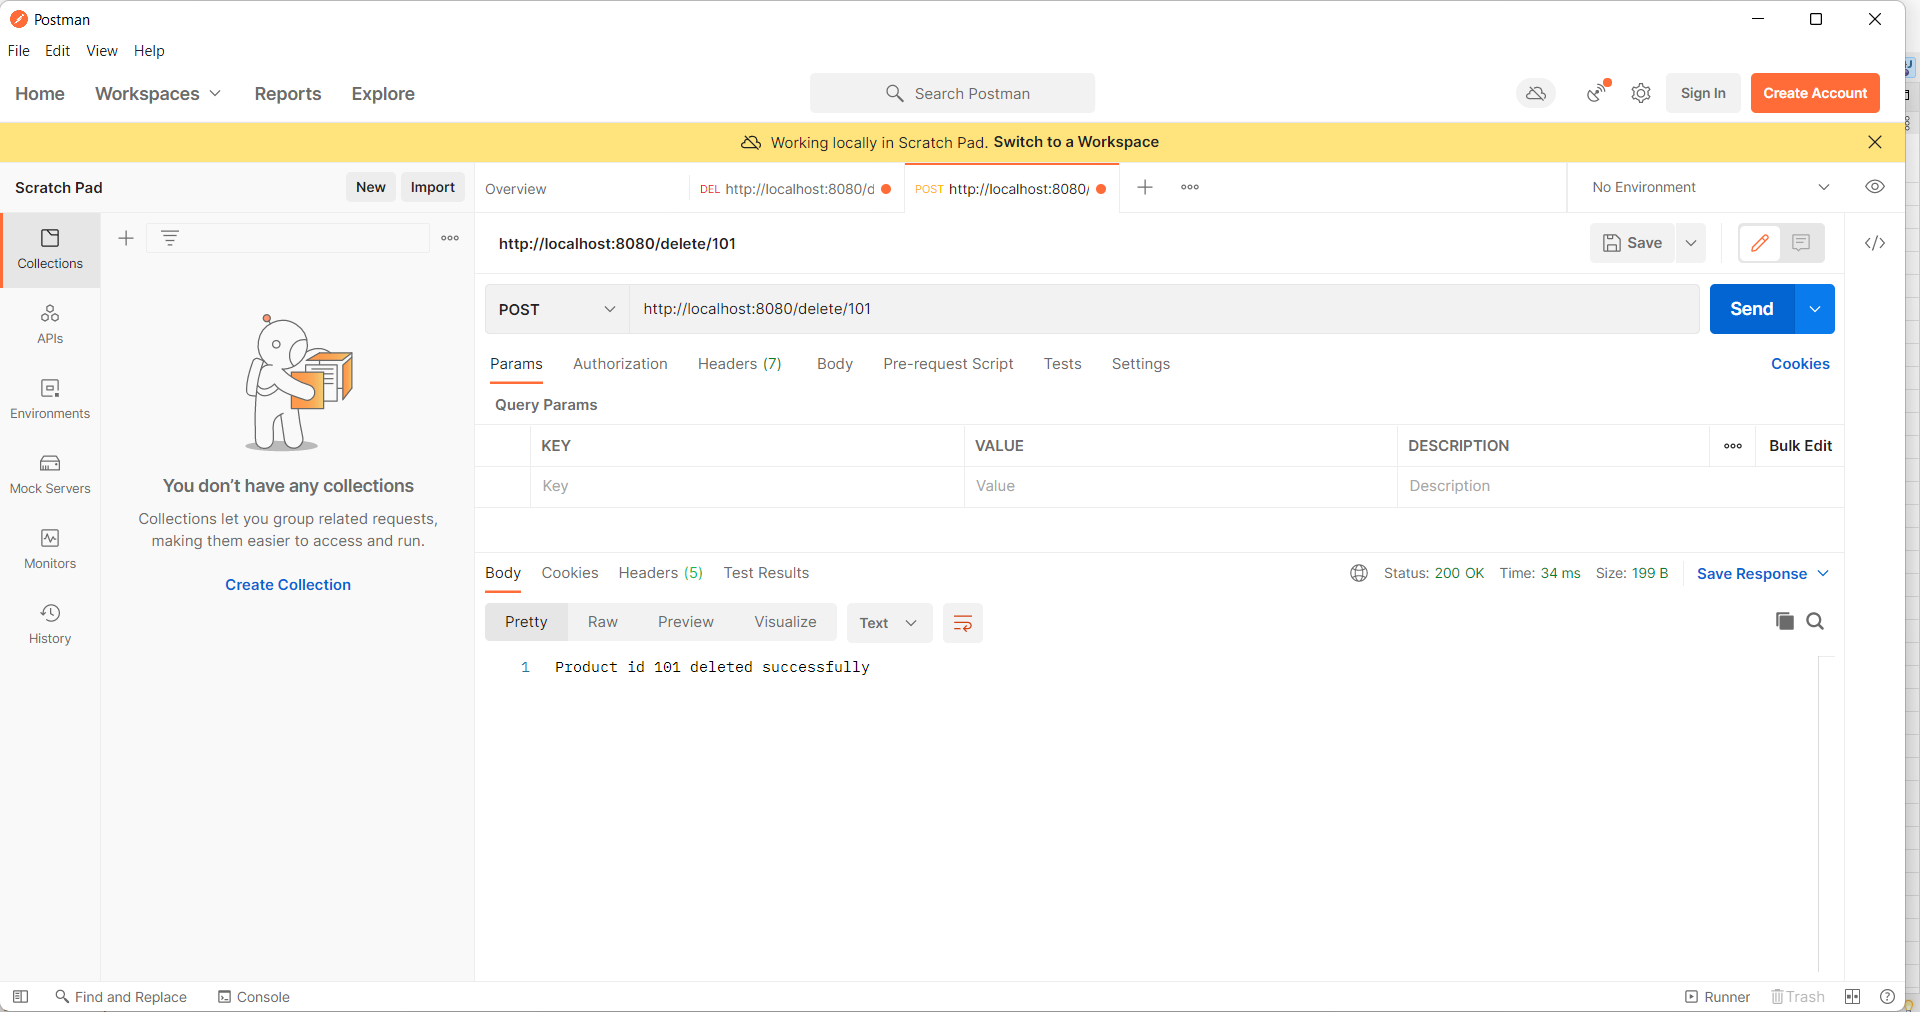 Postman
File Edit View Help
Home Workspaces Reports Explore
Search Postman
Sign In
Create Account
Working locally in Scratch Pad. Switch to a Workspace
Scratch Pad
New
Import
Overview
DEL http://localhost:8080/d
POST http://localhost:8080/
No Environment
Collections
APIs
Environments
Mock Servers
Monitors
History
You don’t have any collections
Collections let you group related requests,
making them easier to access and run.
Create Collection
http://localhost:8080/delete/101
Save
POST http://localhost:8080/delete/101
Send
Params Authorization Headers (7) Body Pre-request Script Tests Settings
Cookies
Query Params
KEY VALUE DESCRIPTION
Bulk Edit
Key Value Description
Body Cookies Headers (5) Test Results
Status: 200 OK Time: 34 ms Size: 199 B
Save Response
Pretty Raw Preview Visualize
Text
1 Product id 101 deleted successfully
Find and Replace
Console
Runner
Trash